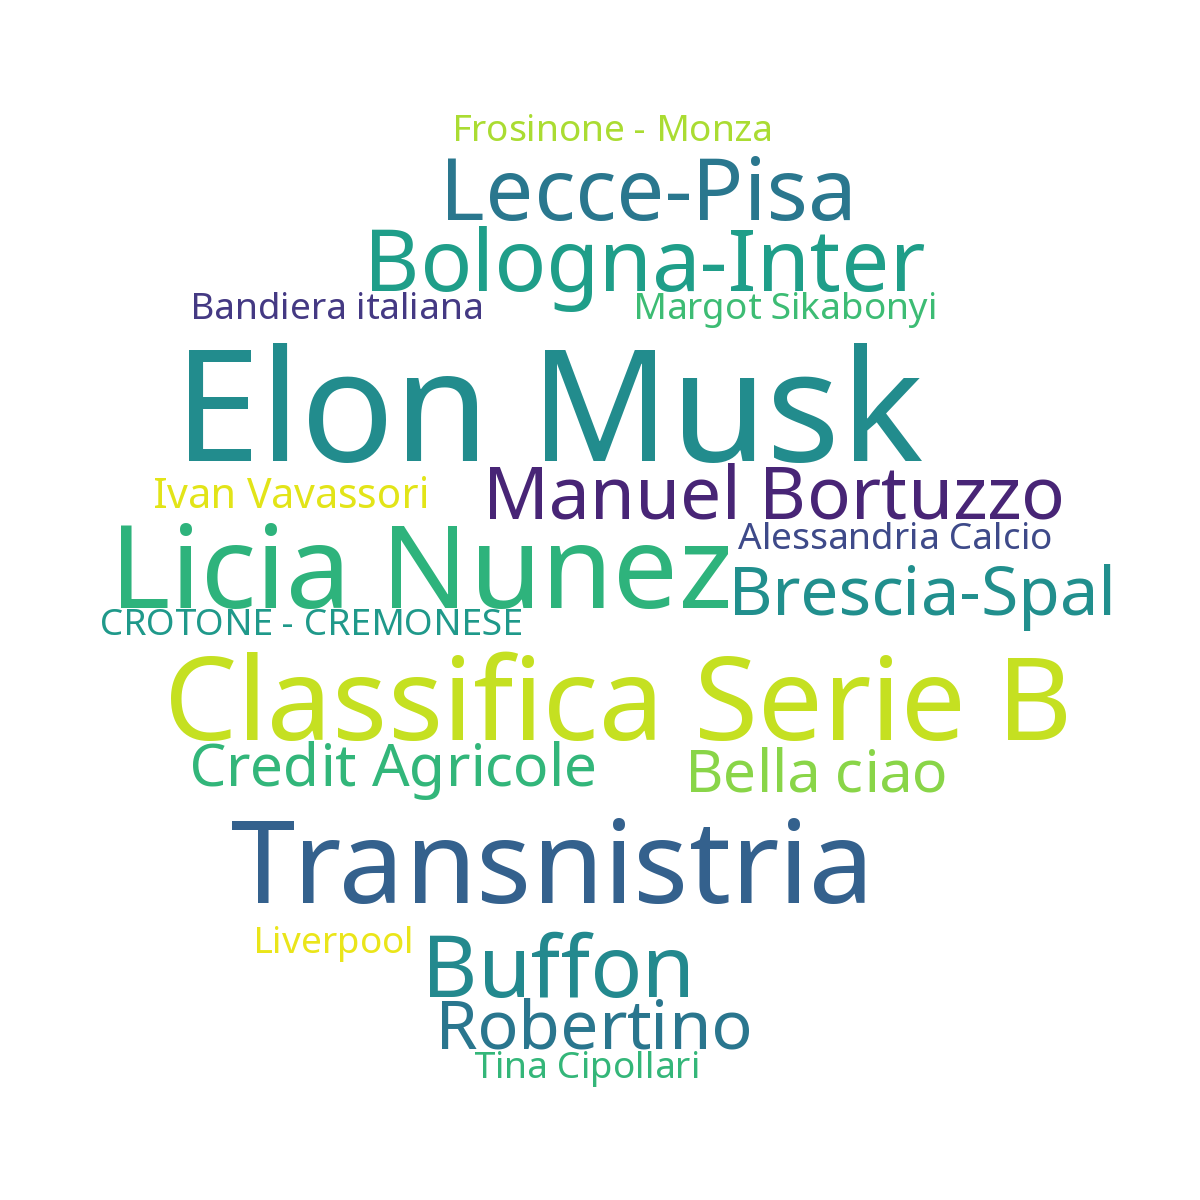 Frosinone - Monza
Lecce-Pisa
Bologna-Inter
Bandiera italiana
Margot Sikabonyi
Elon Musk
Ivan Vavassori
Manuel Bortuzzo
Licia Nunez
Alessandria Calcio
Brescia-Spal
CROTONE - CREMONESE
Classifica Serie B
Credit Agricole
Bella ciao
Transnistria
Liverpool
Buffon
Robertino
Tina Cipollari